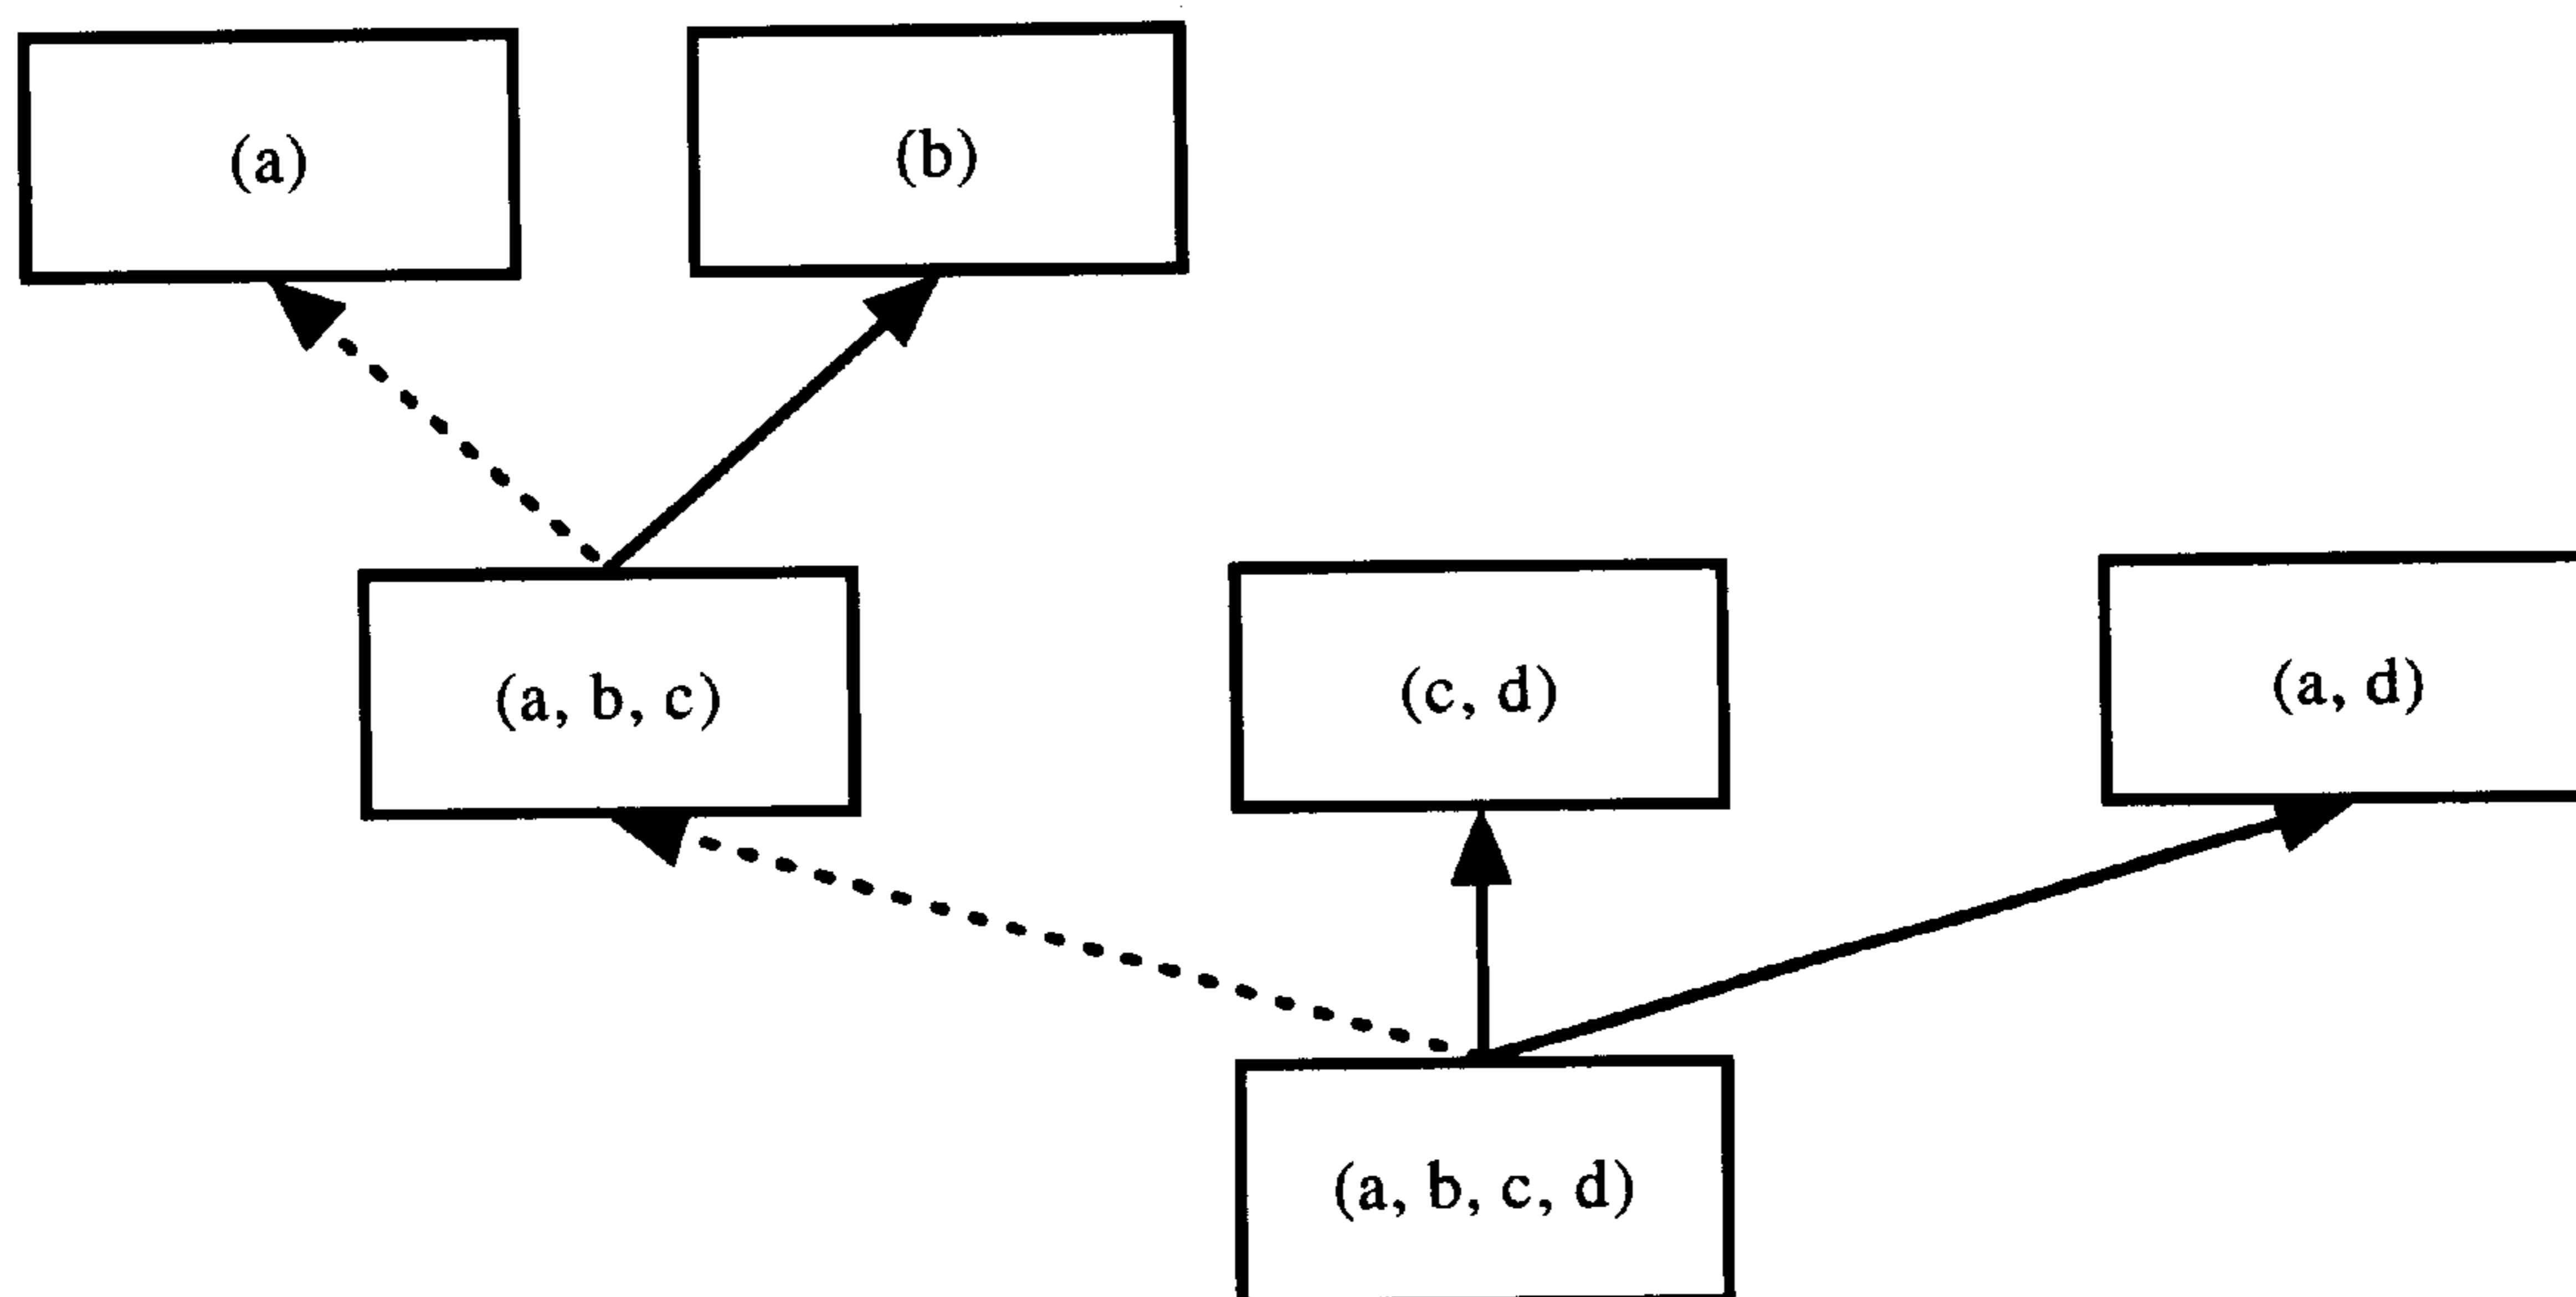 (a)
(b)
(a, b, c)
(c, d)
(a, d)
(a, b, c, d)